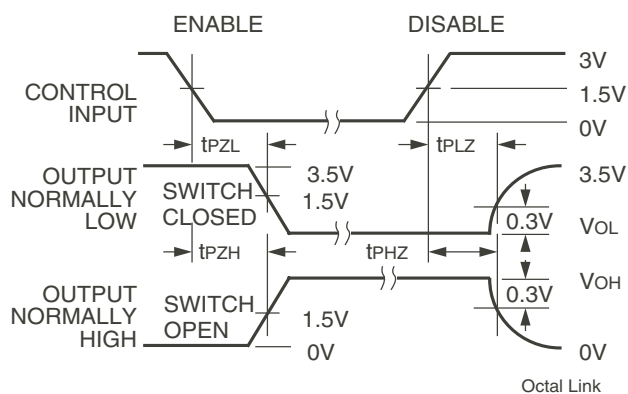 ENABLE DISABLE
3V
CONTROL
INPUT
1.5V
0V
tPZL tPLZ
OUTPUT
NORMALLY
LOW
SWITCH
CLOSED
3.5V
1.5V
3.5V
0.3V
VOL
tPZH tPHZ
VOH
0.3V
OUTPUT
NORMALLY
HIGH
SWITCH
OPEN
1.5V
0V
0V
Octal Link